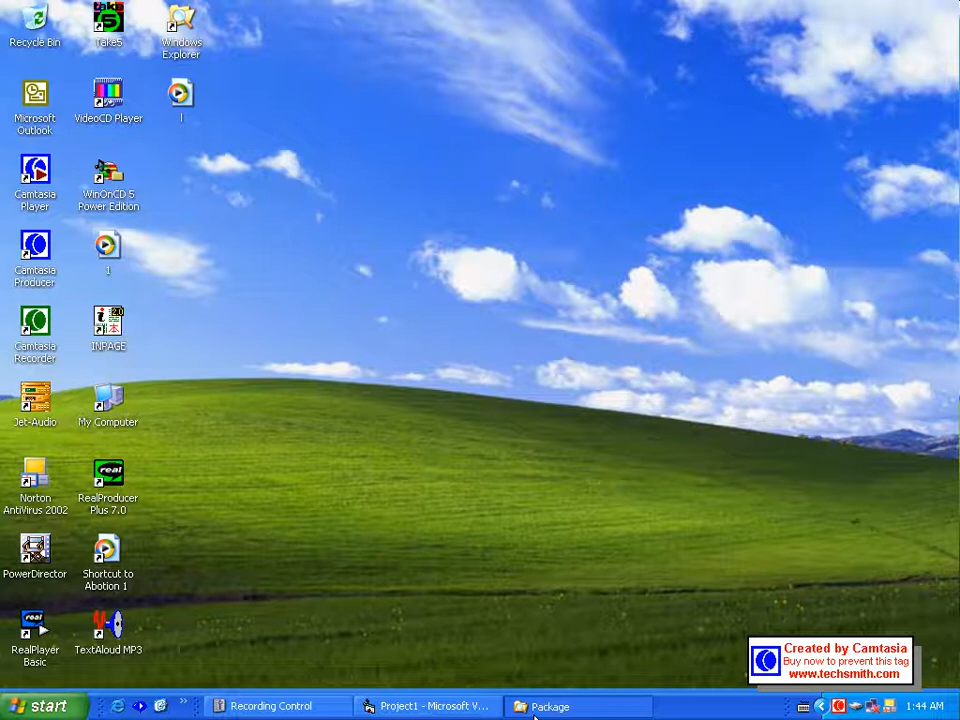 Recycle Bin
Take5
Windows
Explorer
Microsoft
Outlook
VideoCD Player
Camtasia
Player
WinOnCD 5
Power Edition
Camtasia
Producer
1
Camtasia
Recorder
INPAGE
Jet-Audio
My Computer
Norton
AntiVirus 2002
RealProducer
Plus 7.0
PowerDirector
Shortcut to
Abotion 1
RealPlayer
Basic
TextAloud MP3
Created by Camtasia
Buy now to prevent this tag
www.techsmith.com
start
Recording Control
Project1 - Microsoft V...
Package
1:44 AM